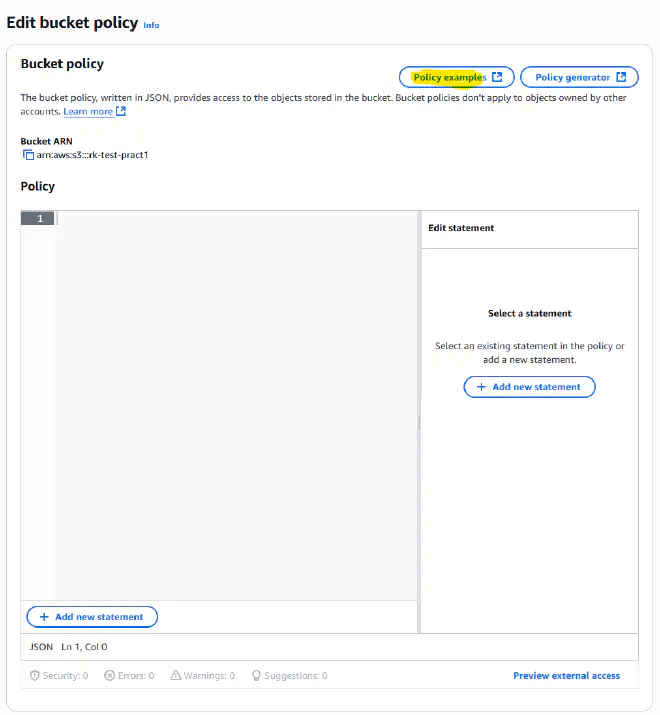 Edit bucket policy Info
Bucket policy
Policy examples
Policy generator
The bucket policy, written in JSON, provides access to the objects stored in the bucket. Bucket policies don't apply to objects owned by other
accounts. Learn more
Bucket ARN
arn:aws:s3:::rk-test-pract1
Policy
1
Edit statement
Select a statement
Select an existing statement in the policy or
add a new statement.
+ Add new statement
+ Add new statement
JSON Ln 1, Col 0
Security: 0 Errors: 0 Warnings: 0 Suggestions: 0
Preview external access